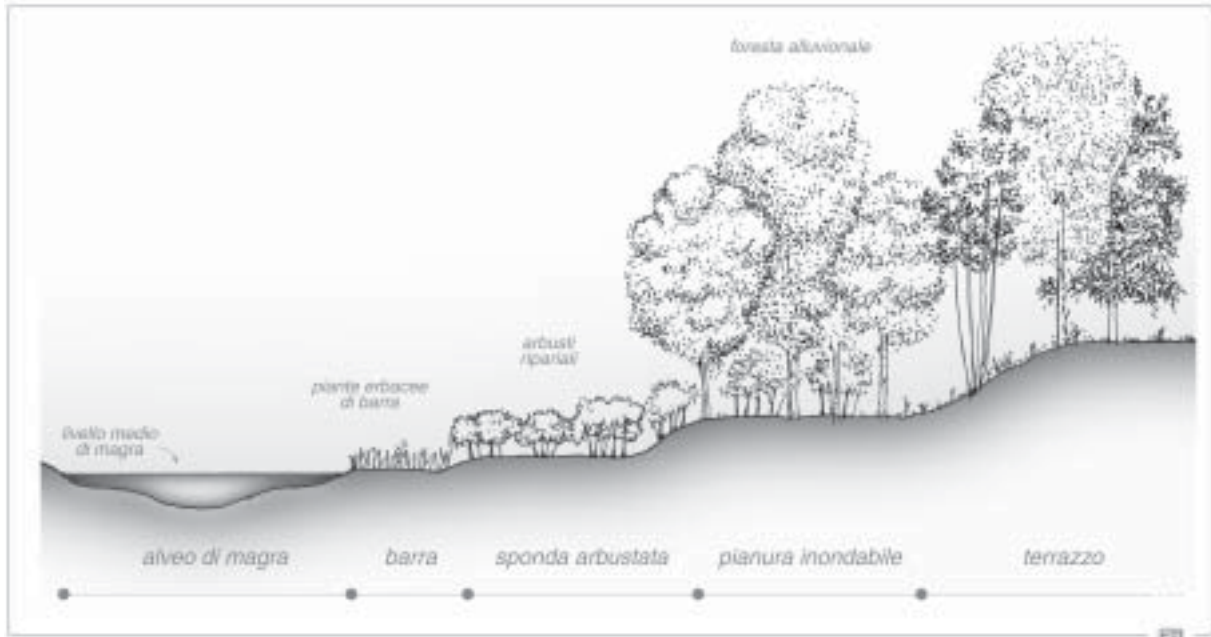 foresta alluvionale
arbusti
ripariali
piante erbacee
di barra
livello medio
di magra
alveo di magra
barra
sponda arbustata
pianura inondabile
terrazzo